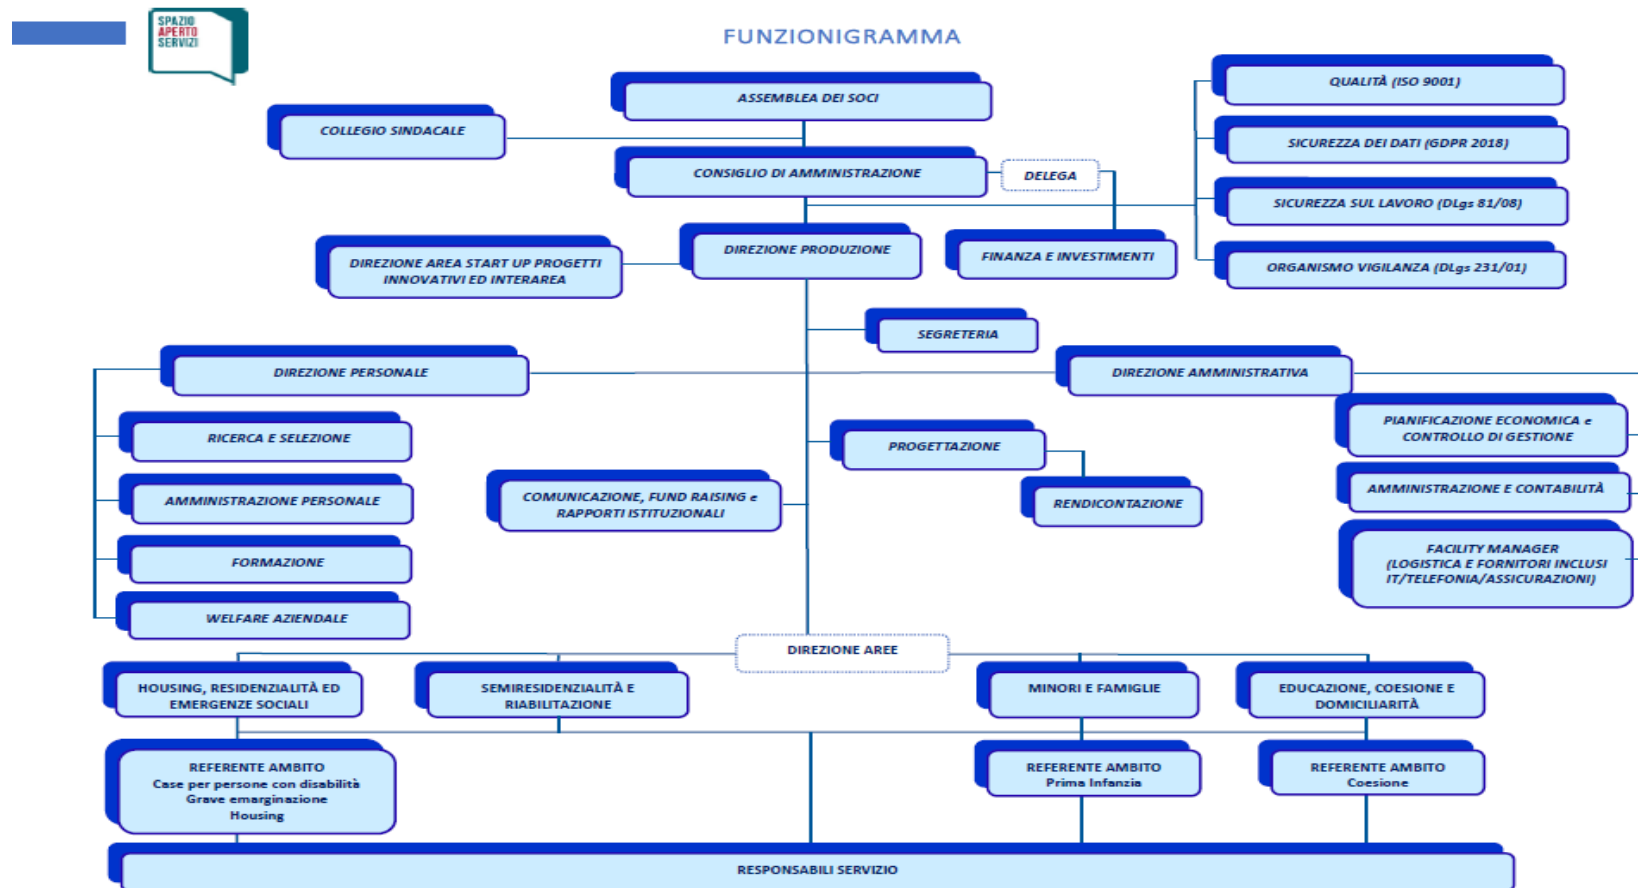 SPAZIO
APERTO
SERVIZI
FUNZIONIGRAMMA
ASSEMBLEA DEI SOCI
QUALITÀ (ISO 9001)
COLLEGIO SINDACALE
SICUREZZA DEI DATI (GDPR 2018)
CONSIGLIO DI AMMINISTRAZIONE
DELEGA
SICUREZZA SUL LAVORO (DLgs 81/08)
DIREZIONE AREA START UP PROGETTI
INNOVATIVI ED INTERAREA
DIREZIONE PRODUZIONE
FINANZA E INVESTIMENTI
ORGANISMO VIGILANZA (DLgs 231/01)
SEGRETERIA
DIREZIONE PERSONALE
DIREZIONE AMMINISTRATIVA
RICERCA E SELEZIONE
PROGETTAZIONE
PIANIFICAZIONE ECONOMICA e
CONTROLLO DI GESTIONE
AMMINISTRAZIONE PERSONALE
COMUNICAZIONE, FUND RAISING e
RAPPORTI ISTITUZIONALI
RENDICONTAZIONE
AMMINISTRAZIONE E CONTABILITÀ
FORMAZIONE
FACILITY MANAGER
(LOGISTICA E FORNITORI INCLUSI
IT/TELEFONIA/ASSICURAZIONI)
WELFARE AZIENDALE
DIREZIONE AREE
HOUSING, RESIDENZIALITÀ ED
EMERGENZE SOCIALI
SEMIRESIDENZIALITÀ E
RIABILITAZIONE
MINORI E FAMIGLIE
EDUCAZIONE, COESIONE E
DOMICILIARITÀ
REFERENTE AMBITO
Case per persone con disabilità
Grave emarginazione
Housing
REFERENTE AMBITO
Prima Infanzia
REFERENTE AMBITO
Coesione
RESPONSABILI SERVIZIO